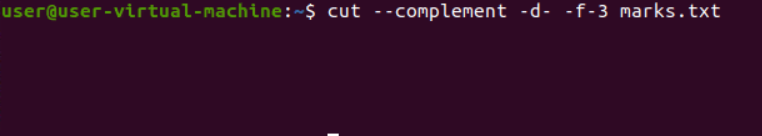 user@user-virtual-machine:~$ cut --complement -d- -f-3 marks.txt